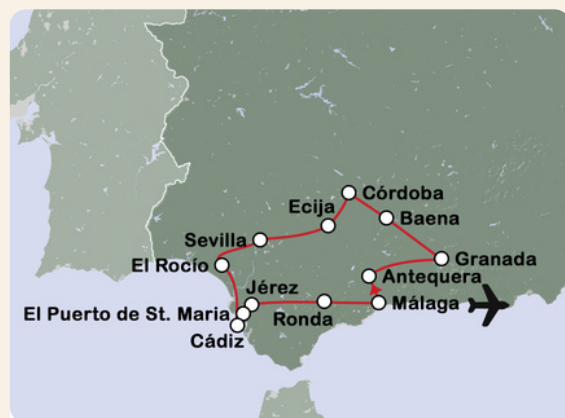 Córdoba
Ecija
Baena
Sevilla
Granada
El Rocío
Antequera
Jérez
El Puerto de St. Maria
Ronda
Málaga
Cádiz